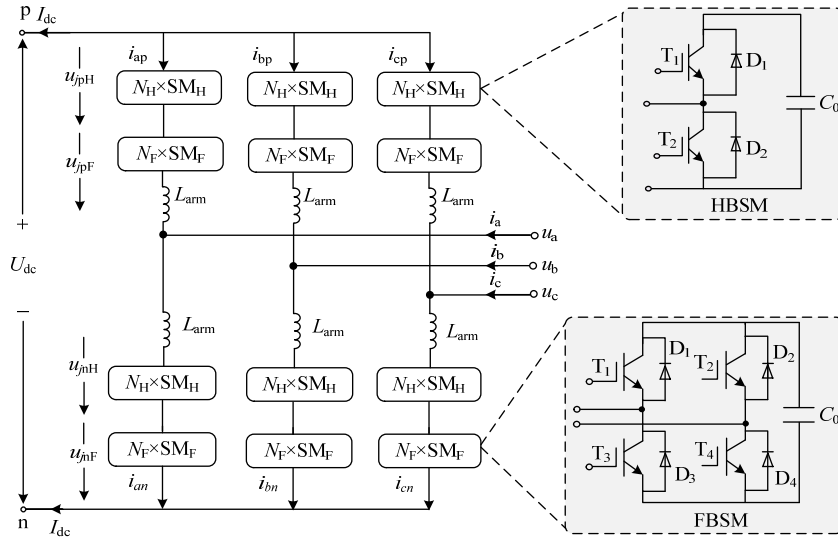 p
I_dc
i_ap
i_bp
i_cp
u_jpH
N_H×SM_H
N_H×SM_H
N_H×SM_H
u_jpF
N_F×SM_F
N_F×SM_F
N_F×SM_F
L_arm
L_arm
L_arm
+
U_dc
−
i_a
u_a
i_b
u_b
i_c
u_c
L_arm
L_arm
L_arm
u_jnH
N_H×SM_H
N_H×SM_H
N_H×SM_H
u_jnF
N_F×SM_F
N_F×SM_F
N_F×SM_F
i_an
i_bn
i_cn
n
I_dc
T_1
D_1
C_0
T_2
D_2
HBSM
T_1
D_1
T_2
D_2
C_0
T_3
D_3
T_4
D_4
FBSM